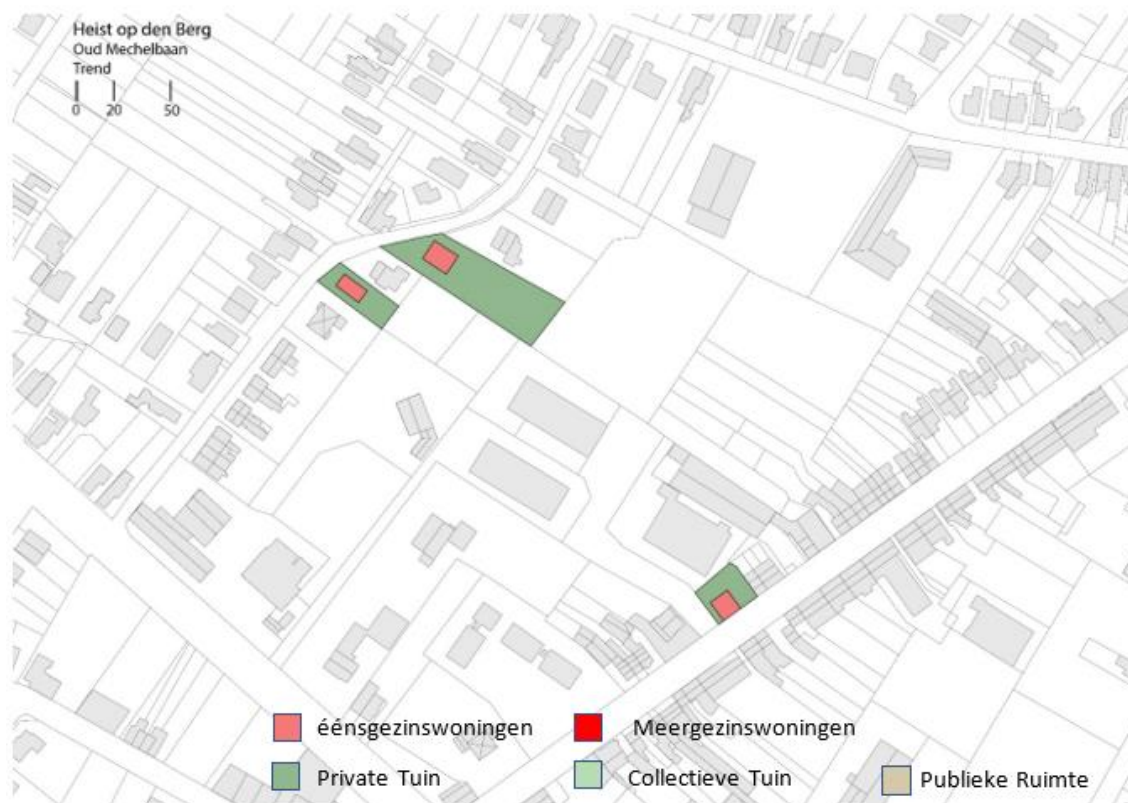 Heist op den Berg
Oud Mechelbaan
Trend
0 20 50
éénsgezinswoningen Meergezinswoningen
Private Tuin Collectieve Tuin Publieke Ruimte